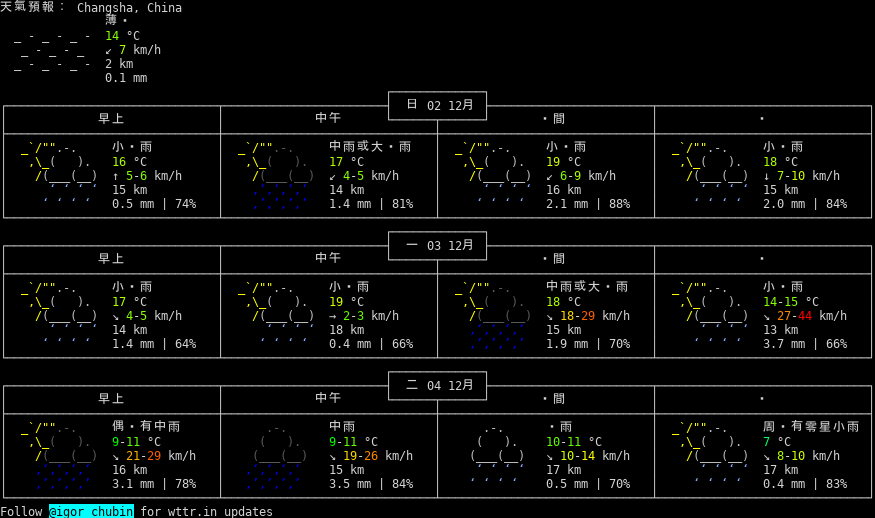 天氣預報： Changsha, China
薄・
14 °C
↙ 7 km/h
2 km
0.1 mm
日 02 12月
早上 中午 ・間 ・
小・雨 中雨或大・雨 小・雨 小・雨
16 °C 17 °C 19 °C 18 °C
↑ 5-6 km/h ↙ 4-5 km/h ↙ 6-9 km/h ↓ 7-10 km/h
15 km 14 km 16 km 15 km
0.5 mm | 74% 1.4 mm | 81% 2.1 mm | 88% 2.0 mm | 84%
一 03 12月
早上 中午 ・間 ・
小・雨 小・雨 中雨或大・雨 小・雨
17 °C 19 °C 18 °C 14-15 °C
↘ 4-5 km/h → 2-3 km/h ↘ 18-29 km/h ↘ 27-44 km/h
14 km 18 km 15 km 13 km
1.4 mm | 64% 0.4 mm | 66% 1.9 mm | 70% 3.7 mm | 66%
二 04 12月
早上 中午 ・間 ・
偶・有中雨 中雨 ・雨 周・有零星小雨
9-11 °C 9-11 °C 10-11 °C 7 °C
↘ 21-29 km/h ↘ 19-26 km/h ↘ 10-14 km/h ↘ 8-10 km/h
16 km 15 km 17 km 17 km
3.1 mm | 78% 3.5 mm | 84% 0.5 mm | 70% 0.4 mm | 83%
Follow @igor_chubin for wttr.in updates